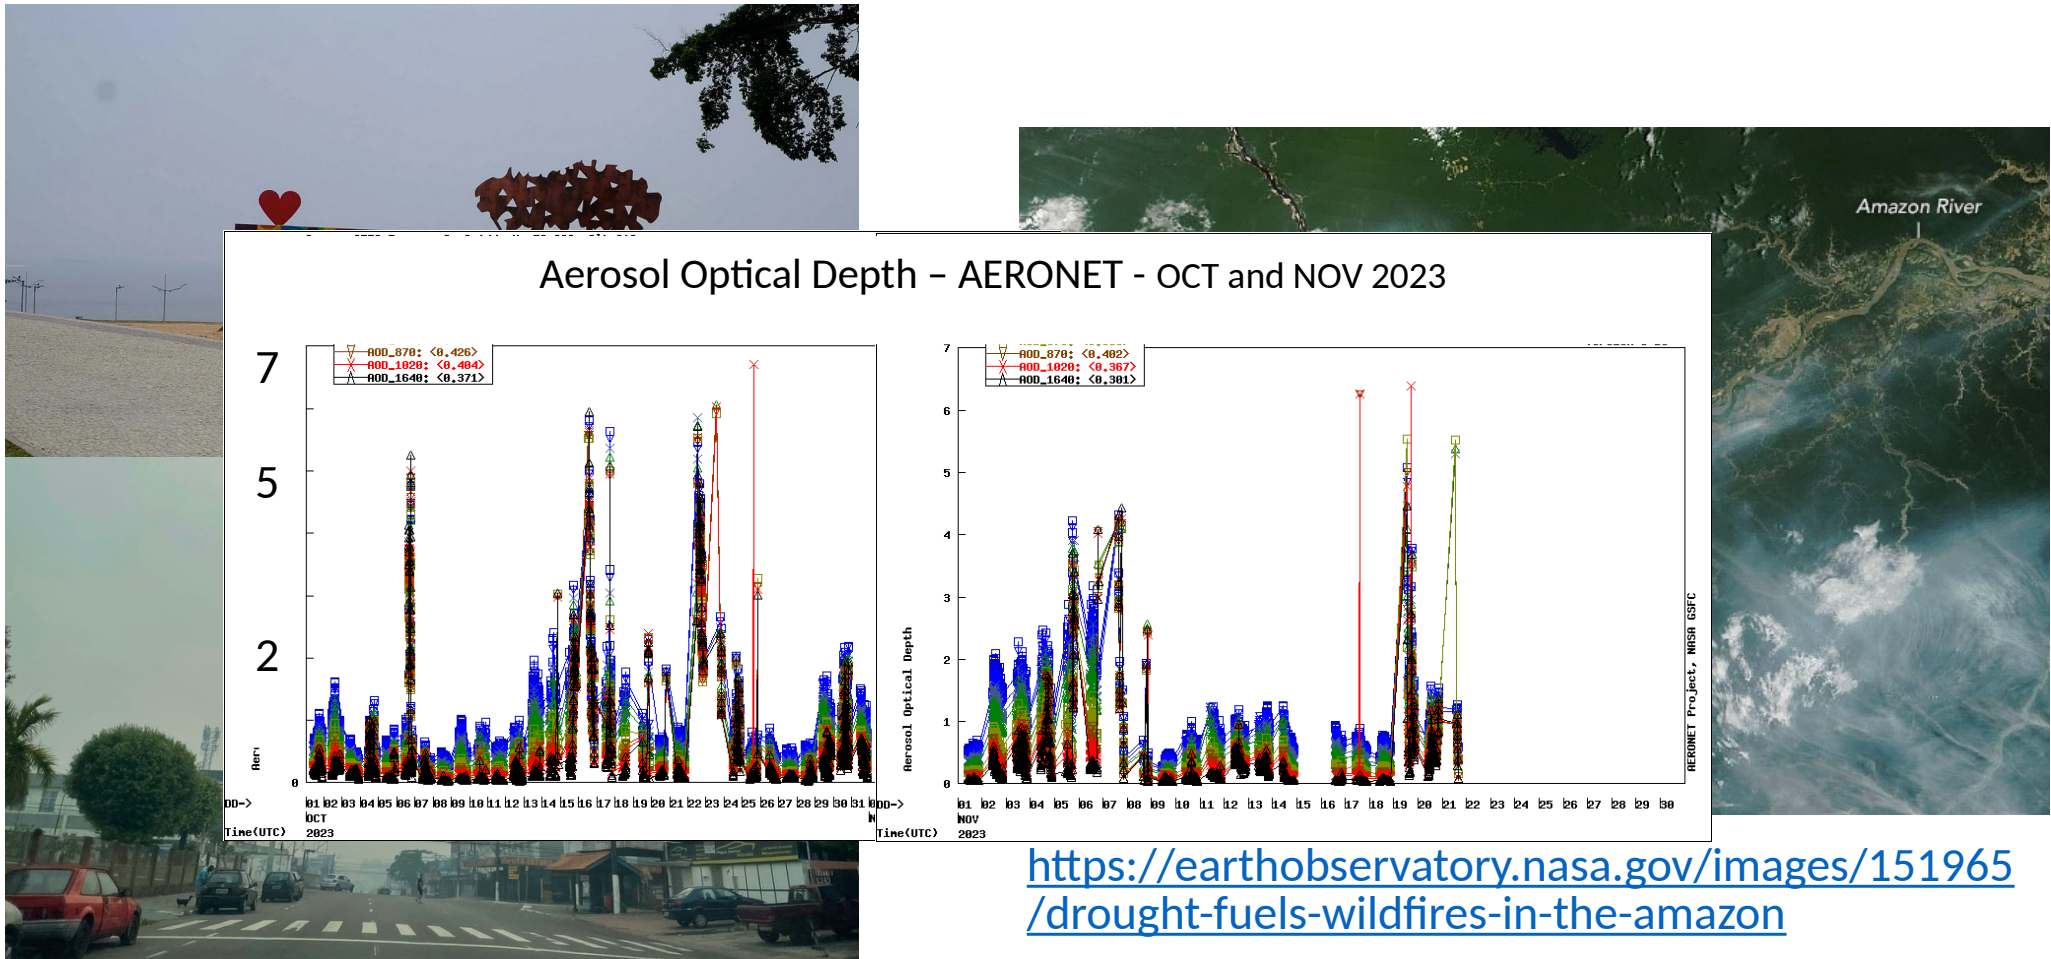 Amazon River
Aerosol Optical Depth – AERONET - OCT and NOV 2023
AOD_870: <0.426>
AOD_1020: <0.404>
AOD_1640: <0.371>
7
5
2
0
DD->
01 02 03 04 05 06 07 08 09 10 11 12 13 14 15 16 17 18 19 20 21 22 23 24 25 26 27 28 29 30 31
OCT
Time(UTC) 2023
AOD_870: <0.402>
AOD_1020: <0.367>
AOD_1640: <0.301>
7
6
5
4
3
2
1
0
Aerosol Optical Depth
AERONET Project, NASA GSFC
DD->
01 02 03 04 05 06 07 08 09 10 11 12 13 14 15 16 17 18 19 20 21 22 23 24 25 26 27 28 29 30
NOV
Time(UTC) 2023
https://earthobservatory.nasa.gov/images/151965
/drought-fuels-wildfires-in-the-amazon